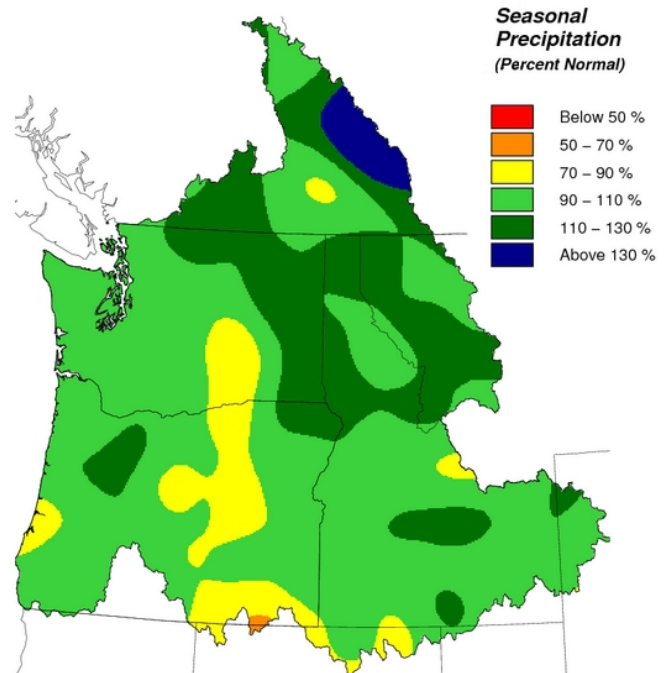 Seasonal
Precipitation
(Percent Normal)
Below 50 %
50 – 70 %
70 – 90 %
90 – 110 %
110 – 130 %
Above 130 %